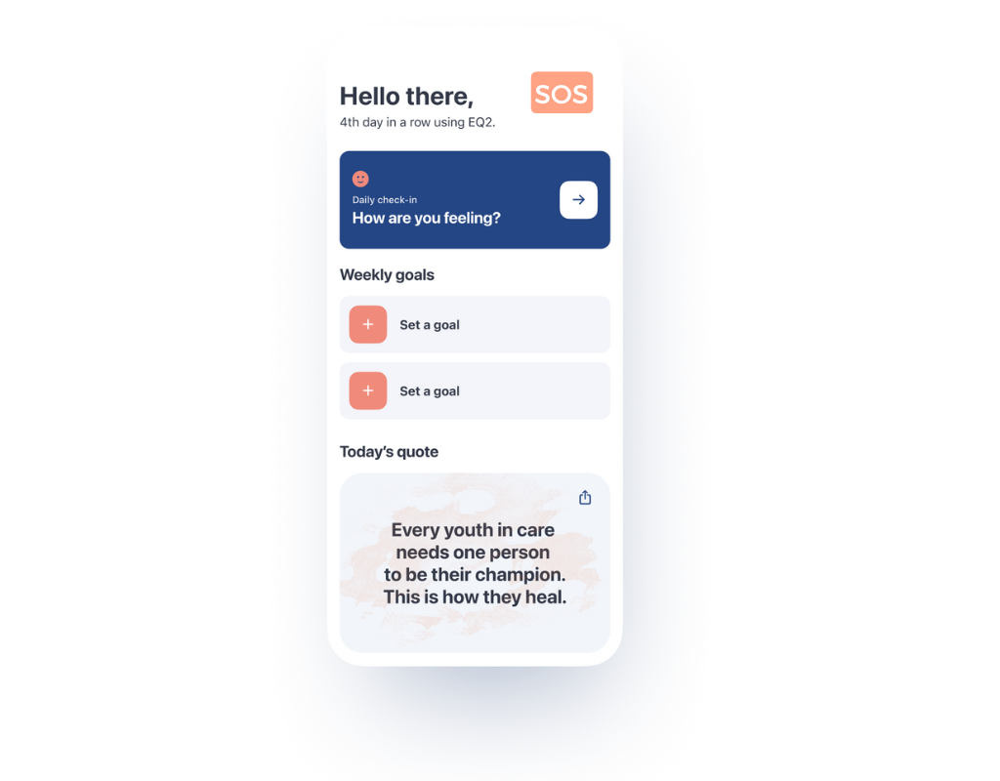 Hello there,
SOS
4th day in a row using EQ2.
Daily check-in
How are you feeling?
Weekly goals
Set a goal
Set a goal
Today’s quote
Every youth in care
needs one person
to be their champion.
This is how they heal.